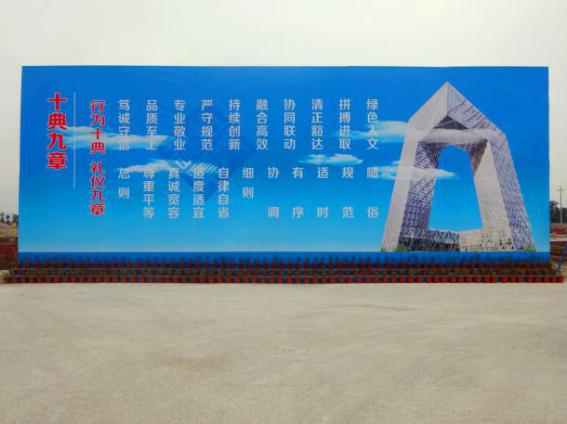 十典九章
行为十典 礼仪九章
笃诚守信
品质至上
专业敬业
严守规范
持续创新
融合高效
协同联动
清正豁达
拼搏进取
绿色人文
总则
尊重平等
真诚宽容
适度适宜
自律自省
细则
协调
有序
适时
规范
随俗